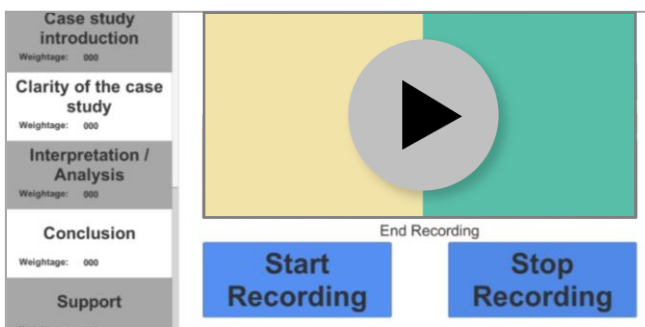 Case study
introduction
Weightage: 000
Clarity of the case
study
Weightage: 000
Interpretation /
Analysis
Weightage: 000
Conclusion
Weightage: 000
Support
End Recording
Start
Recording
Stop
Recording